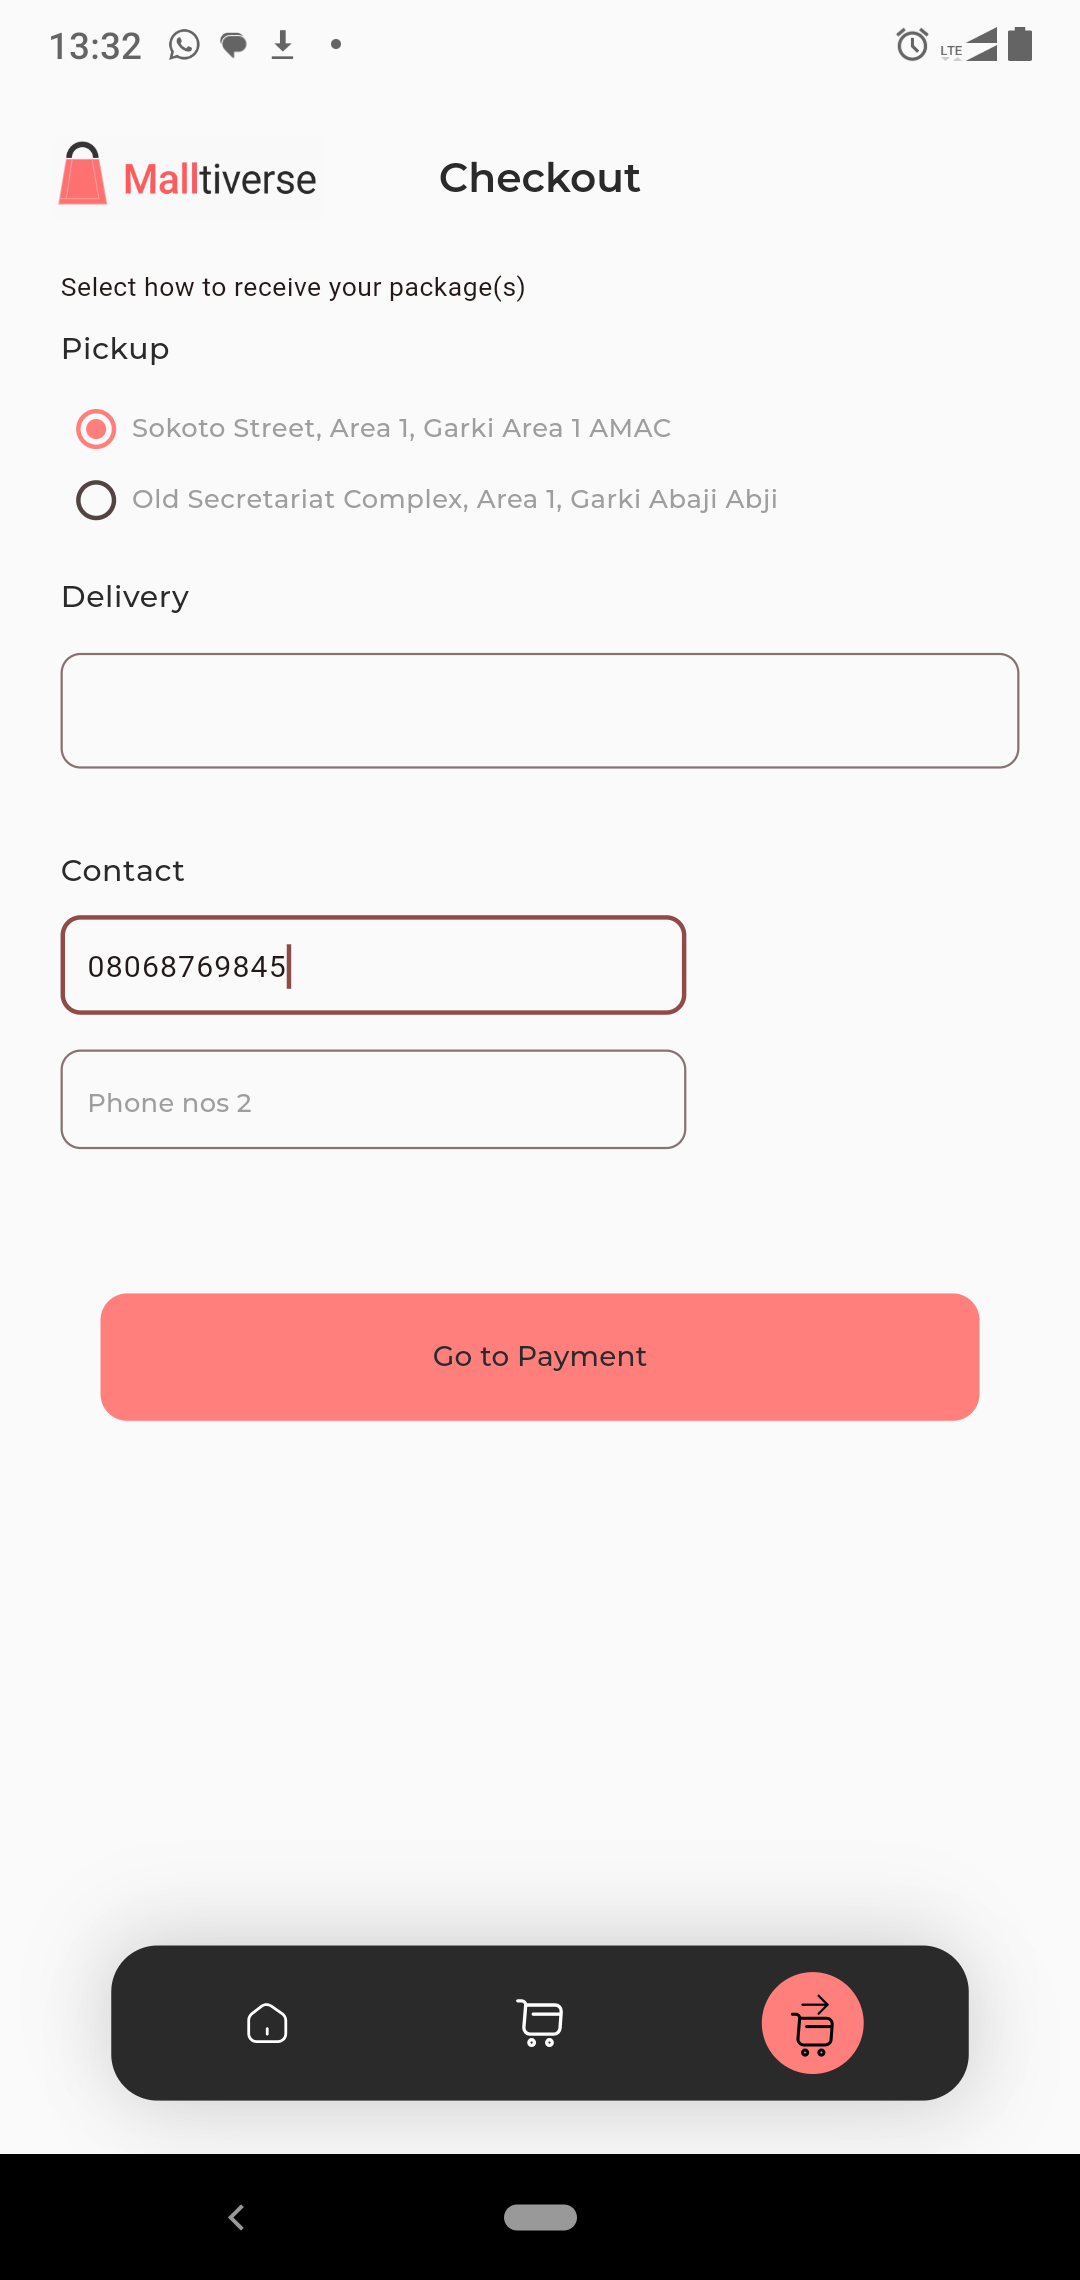 13:32
LTE
Malltiverse
Checkout
Select how to receive your package(s)
Pickup
Sokoto Street, Area 1, Garki Area 1 AMAC
Old Secretariat Complex, Area 1, Garki Abaji Abji
Delivery
Contact
08068769845
Phone nos 2
Go to Payment